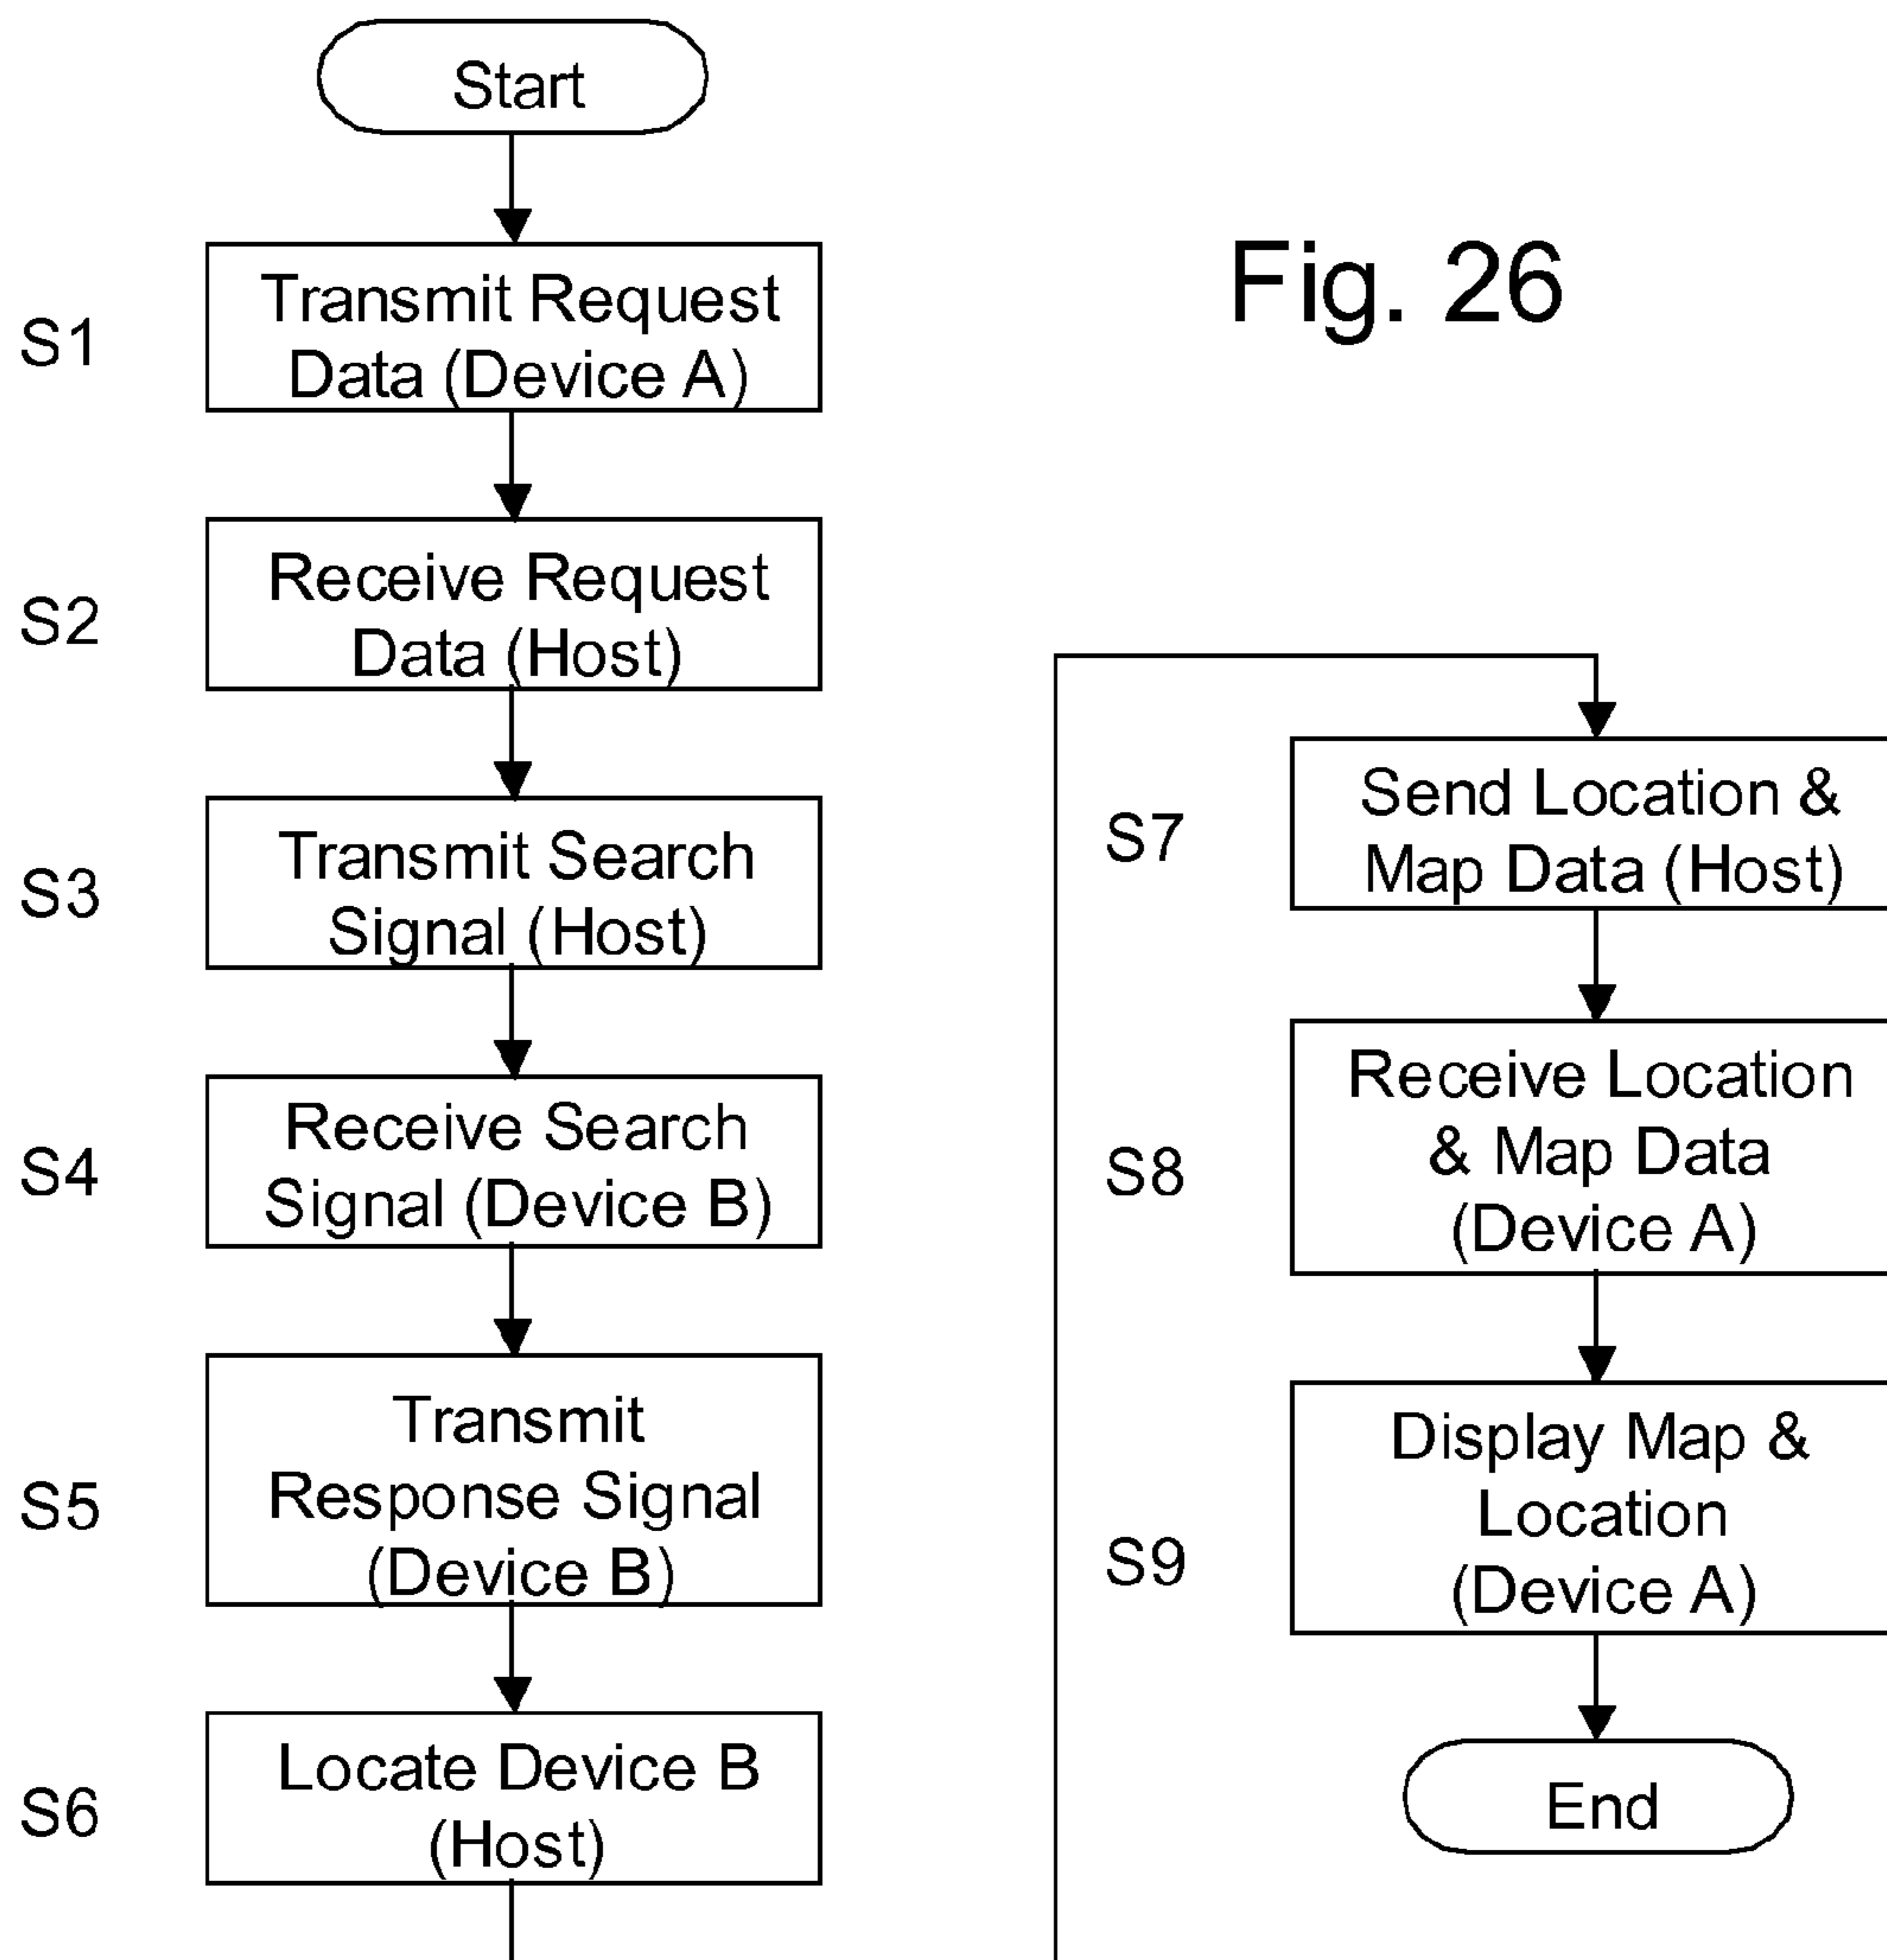 Fig. 26
Start
S1
Transmit Request
Data (Device A)
S2
Receive Request
Data (Host)
S3
Transmit Search
Signal (Host)
S4
Receive Search
Signal (Device B)
S5
Transmit
Response Signal
(Device B)
S6
Locate Device B
(Host)
S7
Send Location &
Map Data (Host)
S8
Receive Location
& Map Data
(Device A)
S9
Display Map &
Location
(Device A)
End